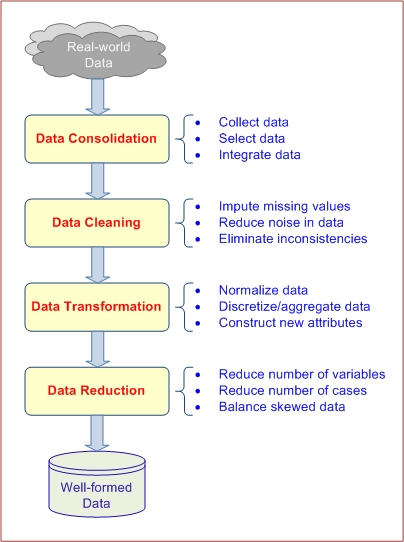 Real-world
Data
Data Consolidation
• Collect data
• Select data
• Integrate data
Data Cleaning
• Impute missing values
• Reduce noise in data
• Eliminate inconsistencies
Data Transformation
• Normalize data
• Discretize/aggregate data
• Construct new attributes
Data Reduction
• Reduce number of variables
• Reduce number of cases
• Balance skewed data
Well-formed
Data